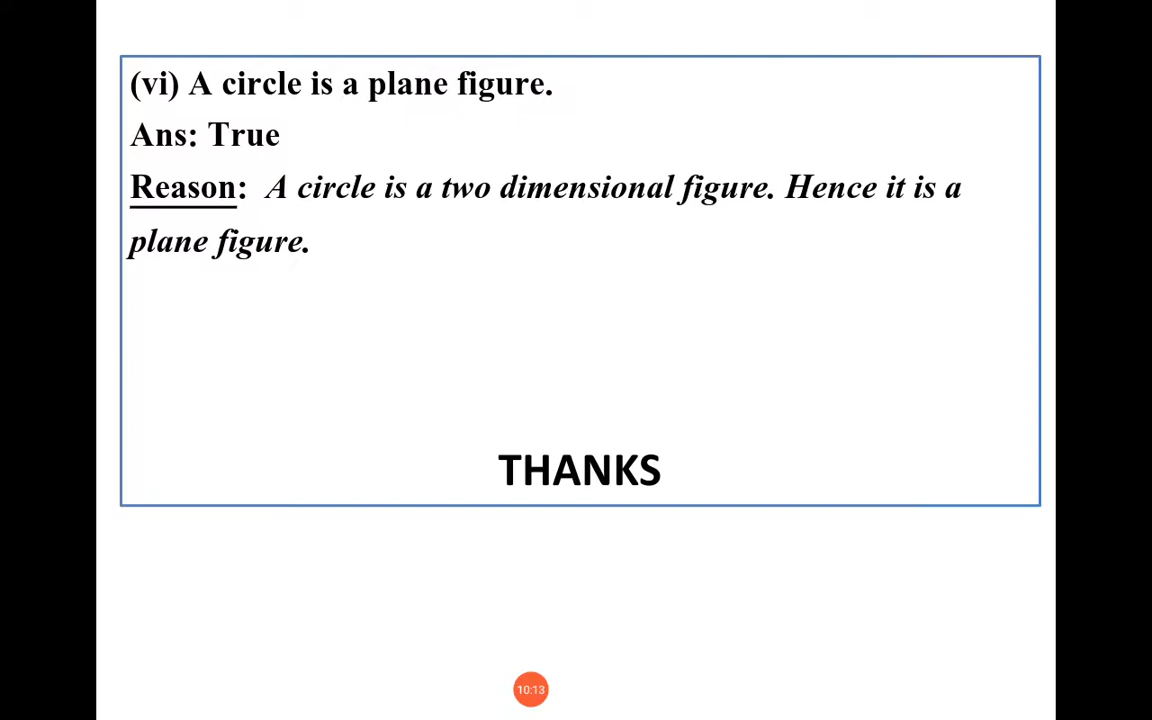 (vi) A circle is a plane figure.
Ans: True
Reason: A circle is a two dimensional figure. Hence it is a
plane figure.
THANKS
10:13